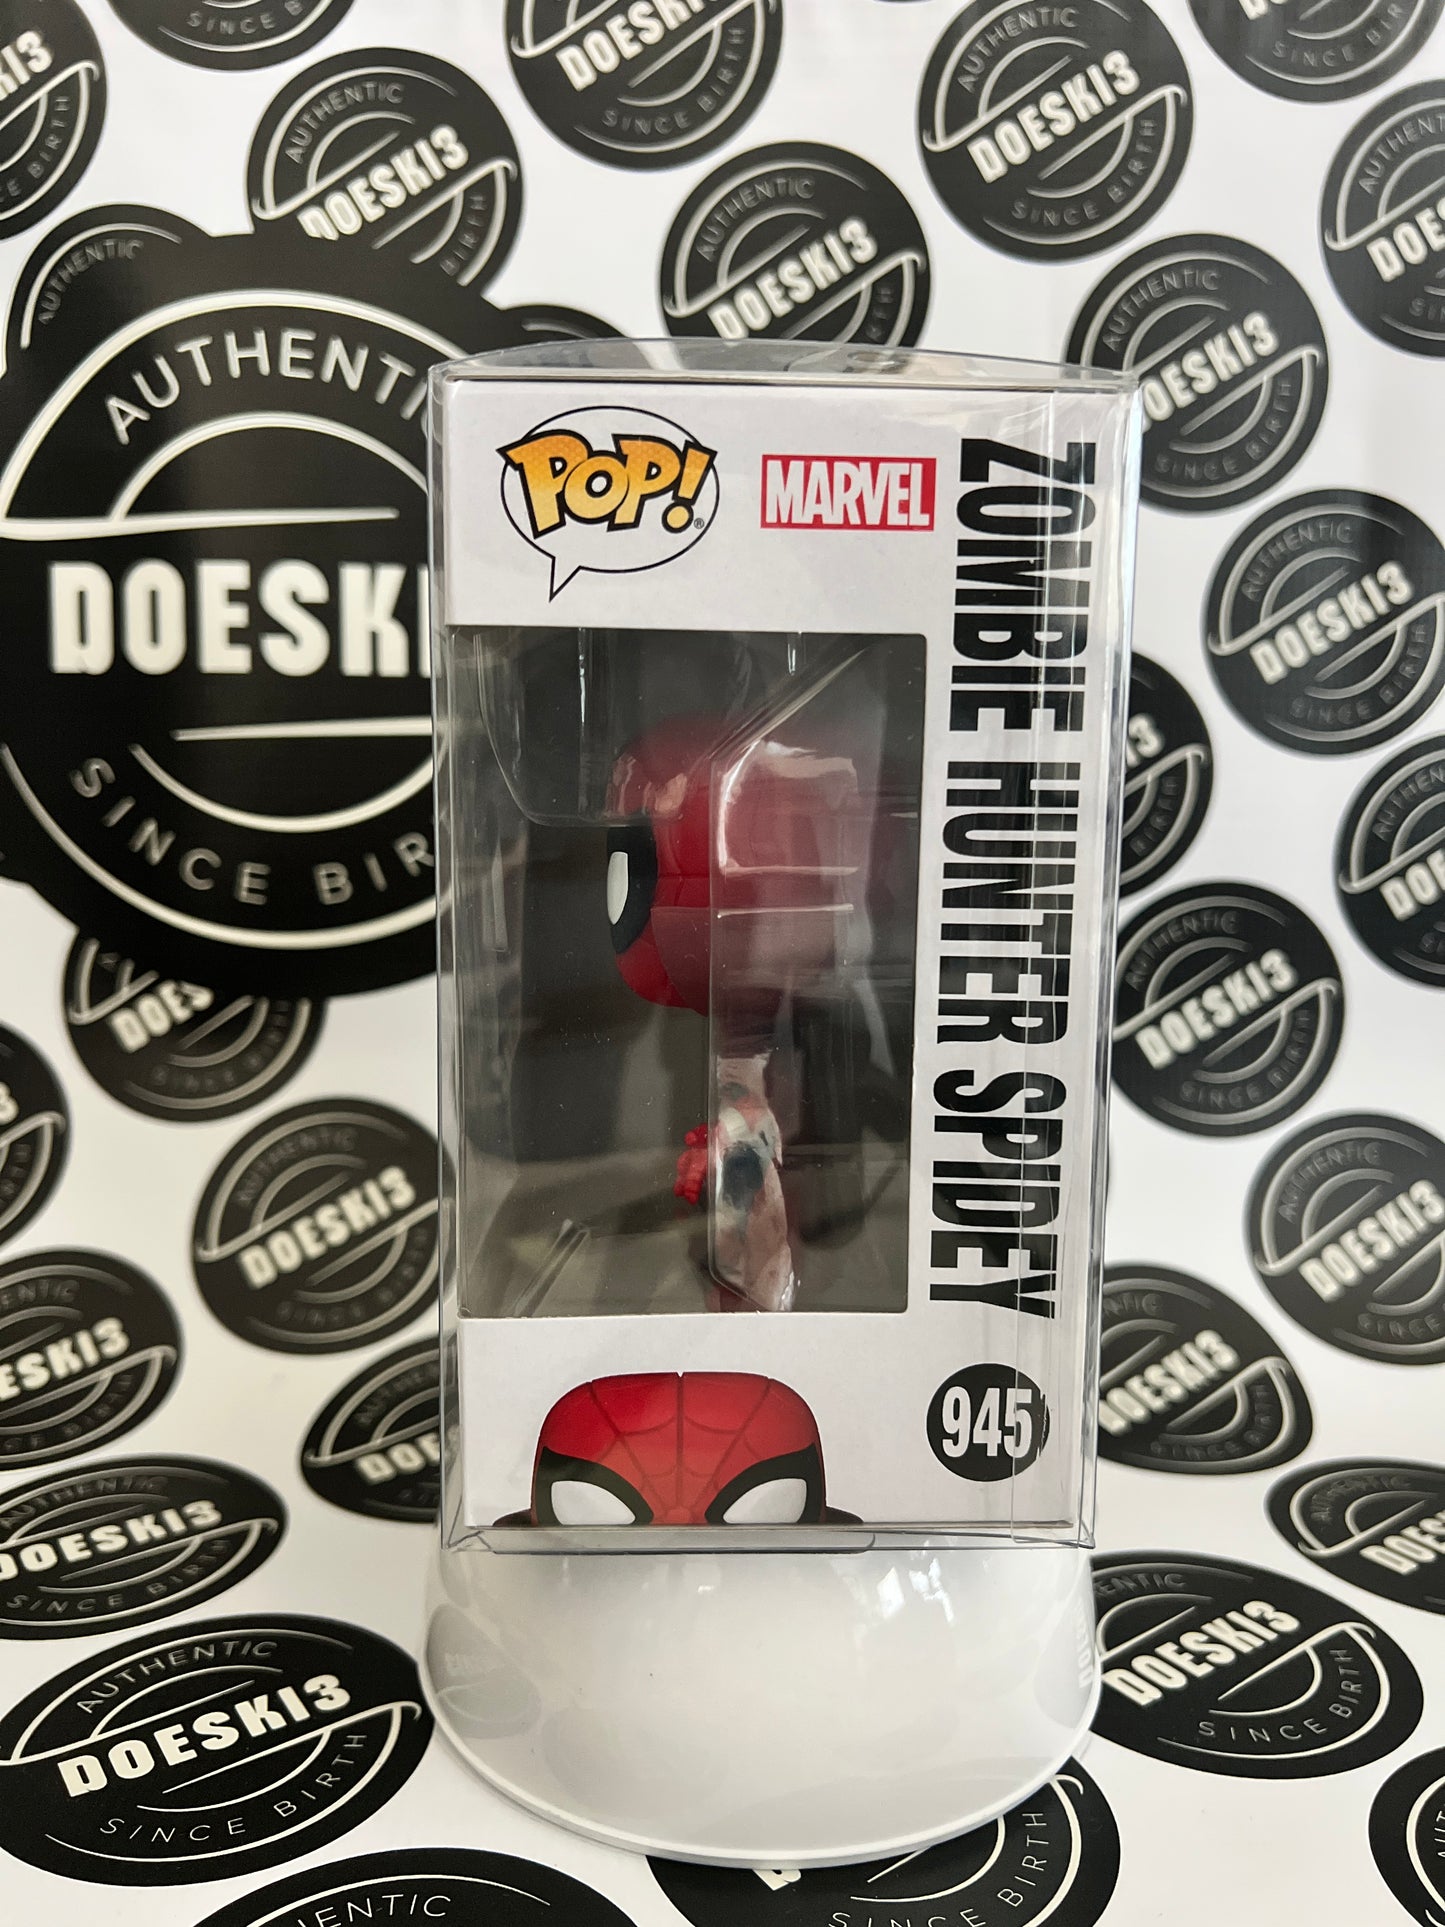 AUTHENTIC
DOESKI3
SINCE BIRTH
POP!®
MARVEL
ZOMBIE HUNTER SPIDEY
945